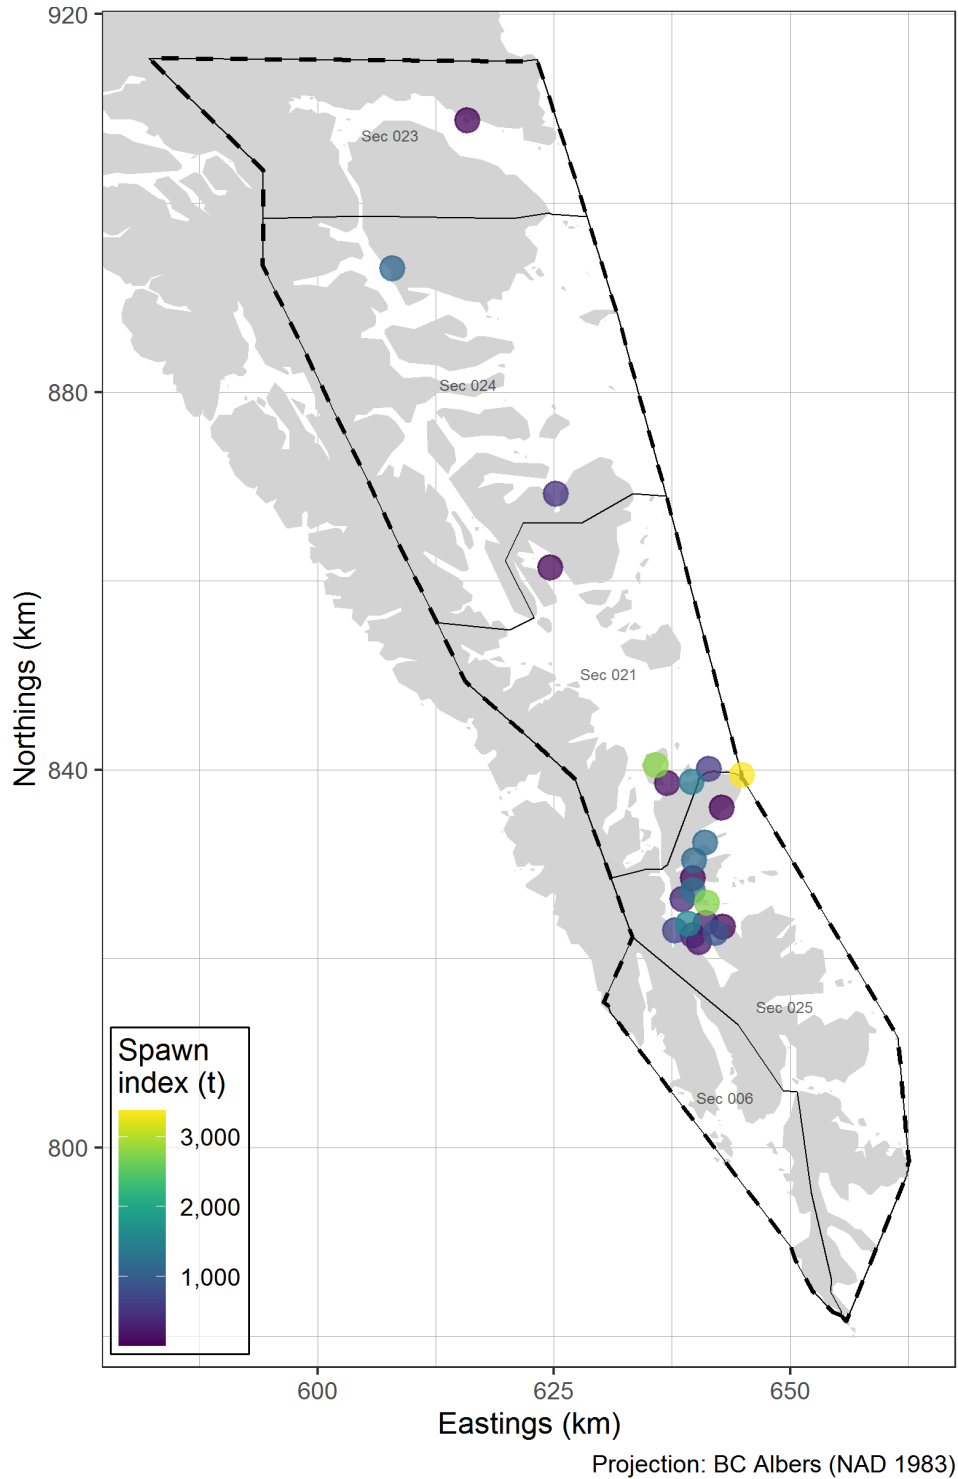 920
Sec 023
880
Sec 024
Northings (km)
Sec 021
840
Sec 025
Spawn
index (t)
Sec 006
3,000
800
2,000
1,000
600
625
650
Eastings (km)
Projection: BC Albers (NAD 1983)